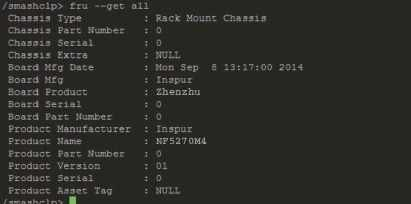 /smashclp> fru --get all
Chassis Type : Rack Mount Chassis
Chassis Part Number : 0
Chassis Serial : 0
Chassis Extra : NULL
Board Mfg Date : Mon Sep 8 13:17:00 2014
Board Mfg : Inspur
Board Product : Zhenzhu
Board Serial : 0
Board Part Number : 0
Product Manufacturer : Inspur
Product Name : NF5270M4
Product Part Number : 0
Product Version : 01
Product Serial : 0
Product Asset Tag : NULL
/smashclp>